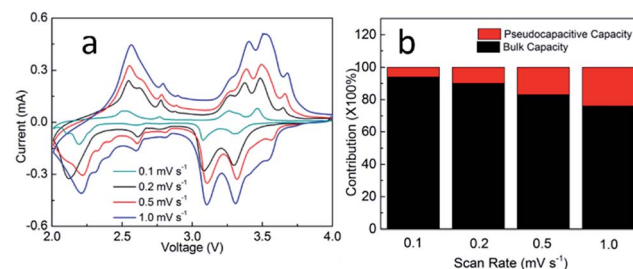 a
0.6
0.3
0.0
-0.3
-0.6
Current (mA)
0.1 mV s⁻¹
0.2 mV s⁻¹
0.5 mV s⁻¹
1.0 mV s⁻¹
2.0 2.5 3.0 3.5 4.0
Voltage (V)
b
Pseudocapacitive Capacity
Bulk Capacity
120
100
80
60
40
20
0
Contribution (X100%)
0.1 0.2 0.5 1.0
Scan Rate (mV s⁻¹)